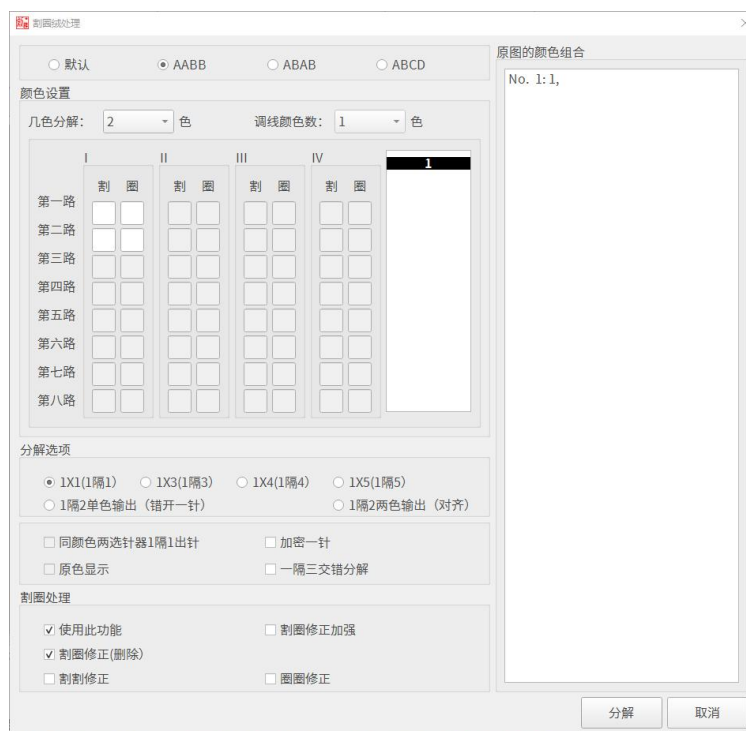 割圈绒处理
默认 AABB ABAB ABCD
颜色设置
几色分解： 2 色 调线颜色数： 1 色
I II III IV
1
割 圈 割 圈 割 圈 割 圈
第一路
第二路
第三路
第四路
第五路
第六路
第七路
第八路
分解选项
1X1(1隔1) 1X3(1隔3) 1X4(1隔4) 1X5(1隔5)
1隔2单色输出（错开一针） 1隔2两色输出（对齐）
同颜色两选针器1隔1出针 加密一针
原色显示 一隔三交错分解
割圈处理
使用此功能 割圈修正加强
割圈修正(删除)
割割修正 圈圈修正
原图的颜色组合
No. 1: 1,
分解 取消